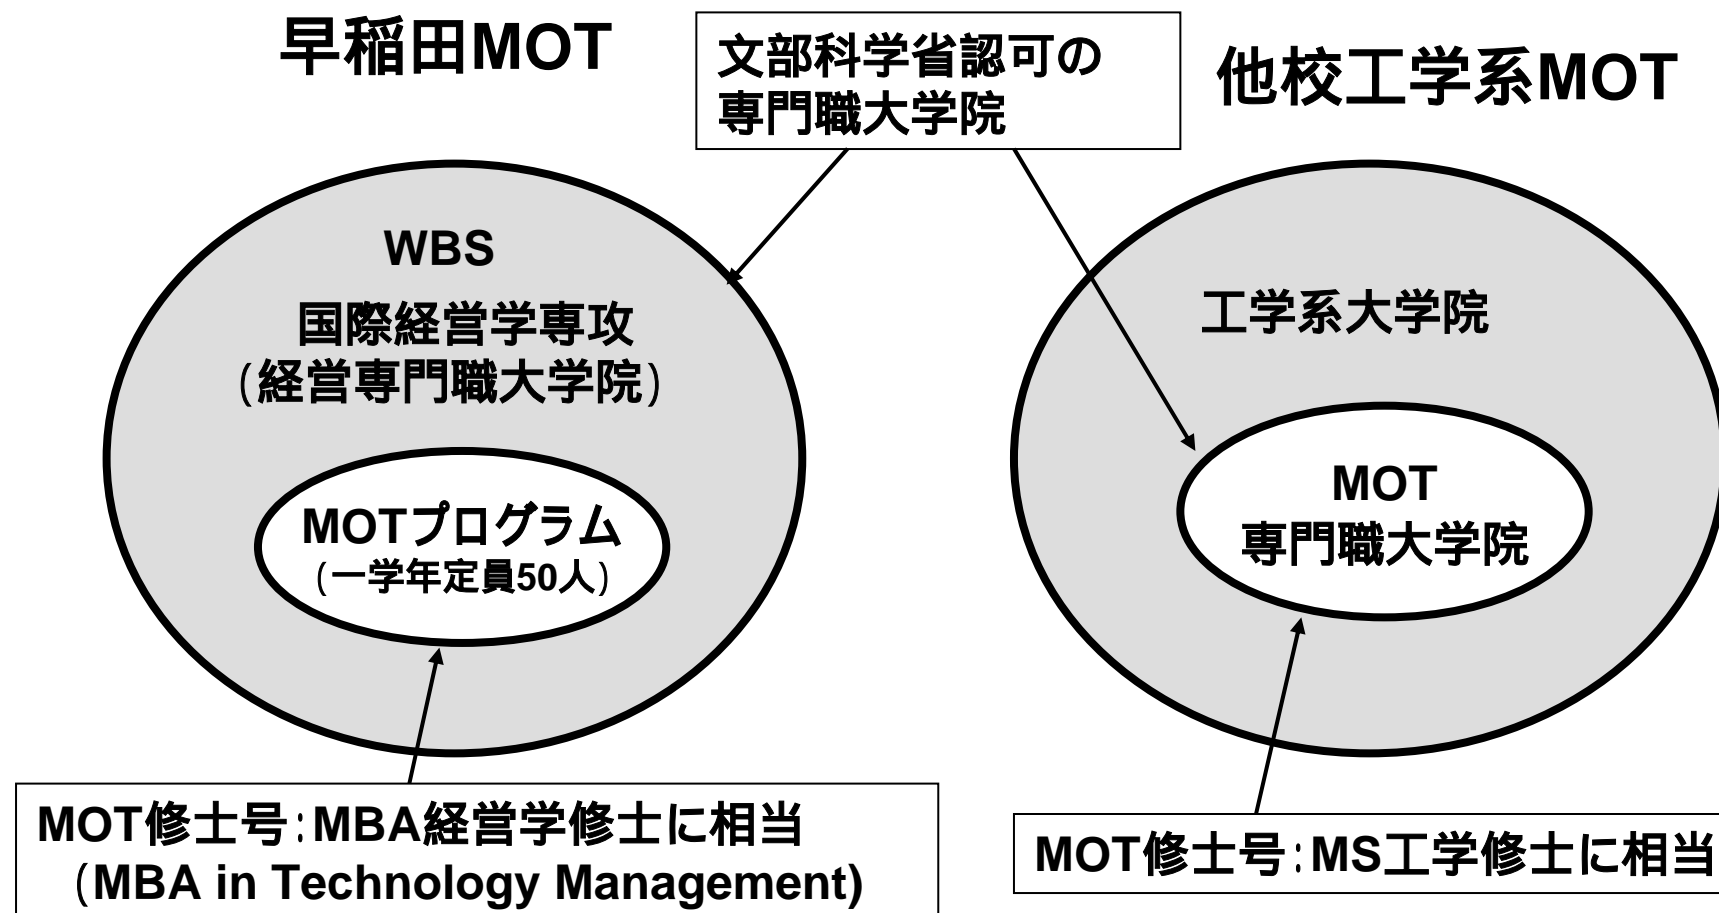 早稲田MOT
文部科学省認可の
専門職大学院
他校工学系MOT
WBS
国際経営学専攻
(経営専門職大学院)
MOTプログラム
(一学年定員50人)
工学系大学院
MOT
専門職大学院
MOT修士号:MBA経営学修士に相当
(MBA in Technology Management)
MOT修士号:MS工学修士に相当